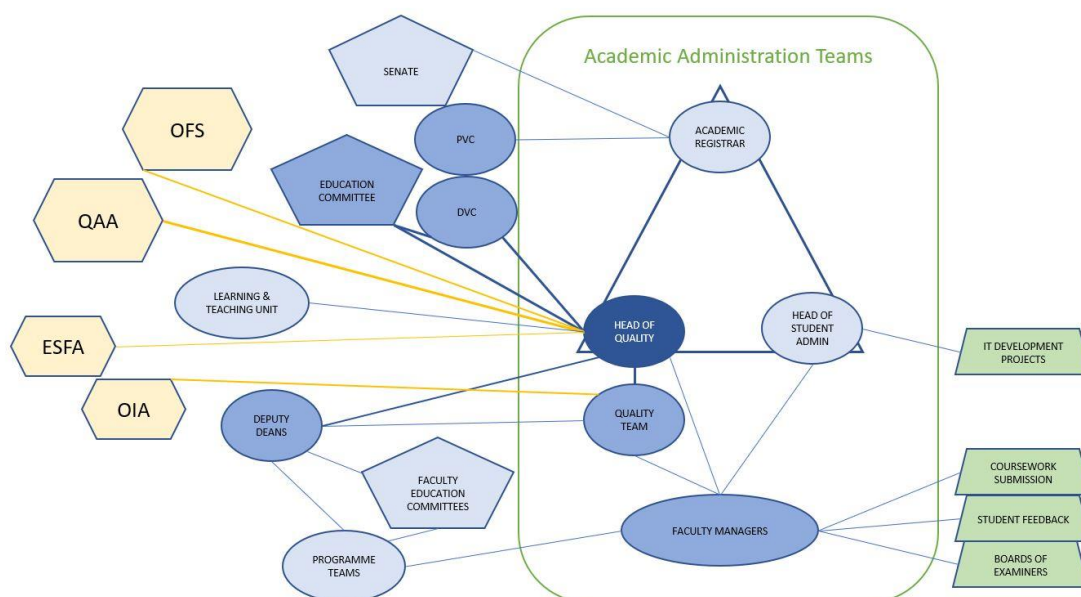 Academic Administration Teams
SENATE
OFS
PVC
ACADEMIC
REGISTRAR
EDUCATION
COMMITTEE
DVC
QAA
LEARNING &
TEACHING UNIT
HEAD OF
QUALITY
HEAD OF
STUDENT
ADMIN
ESFA
IT DEVELOPMENT
PROJECTS
OIA
DEPUTY
DEANS
QUALITY
TEAM
FACULTY
EDUCATION
COMMITTEES
COURSEWORK
SUBMISSION
STUDENT FEEDBACK
FACULTY MANAGERS
PROGRAMME
TEAMS
BOARDS OF
EXAMINERS